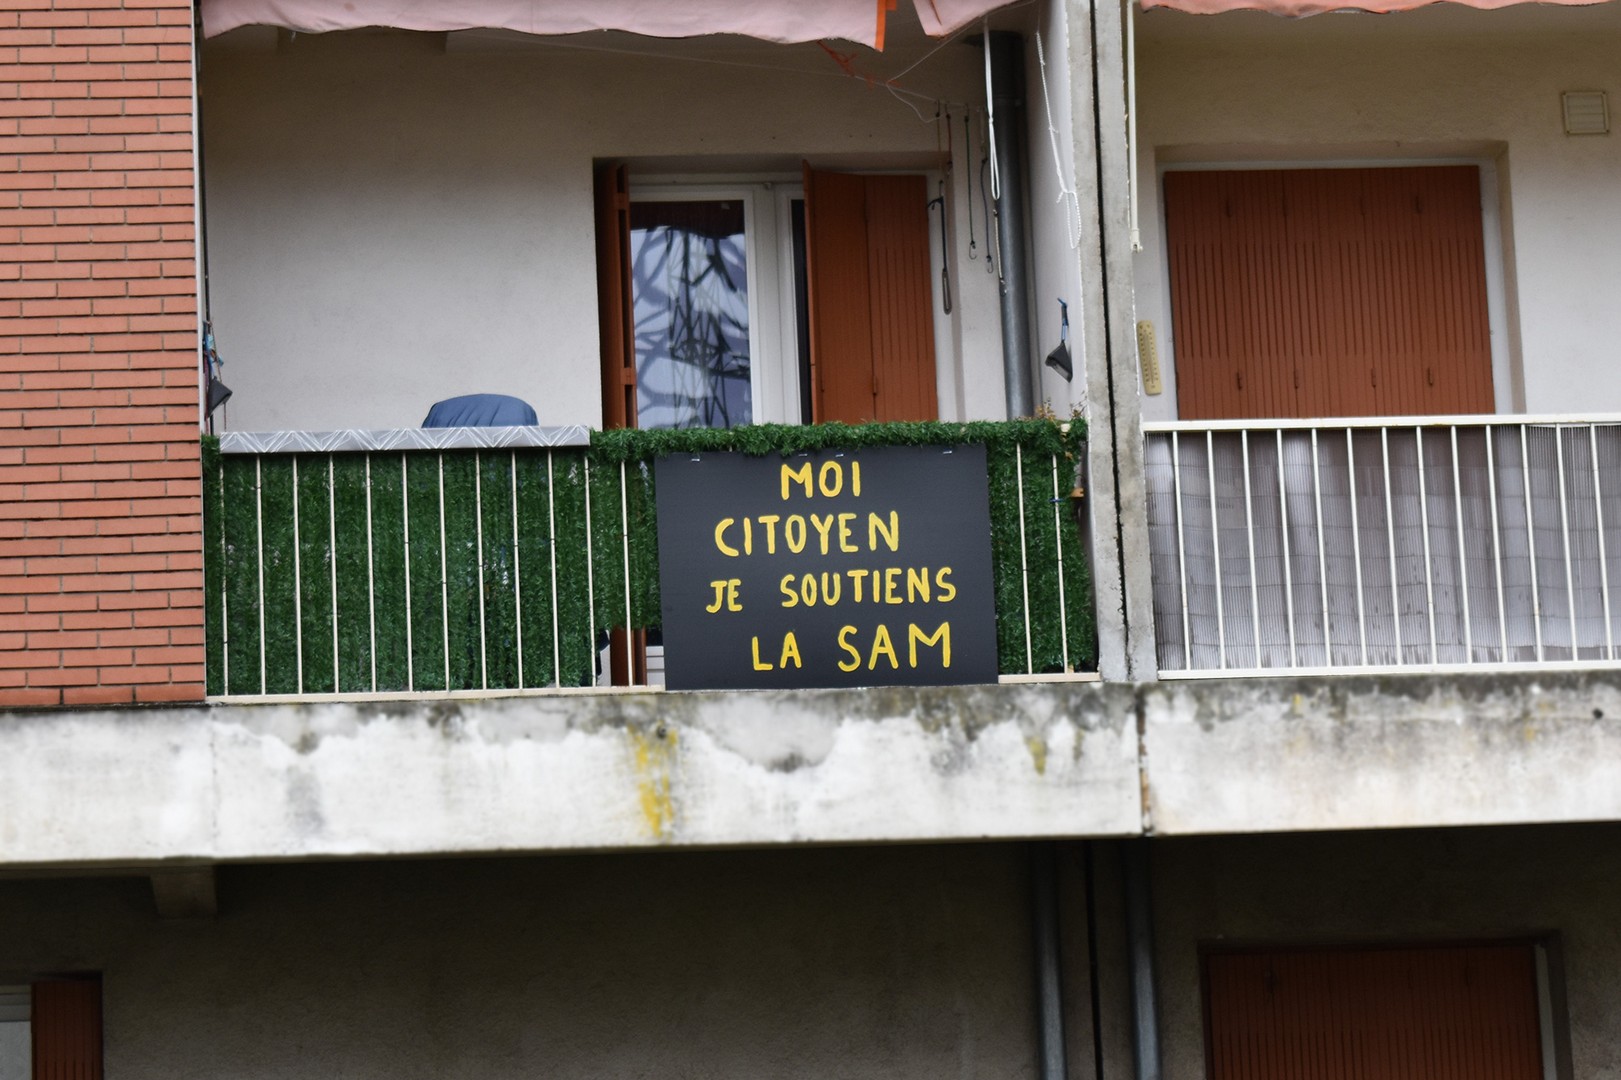 MOI
CITOYEN
JE SOUTIENS
LA SAM